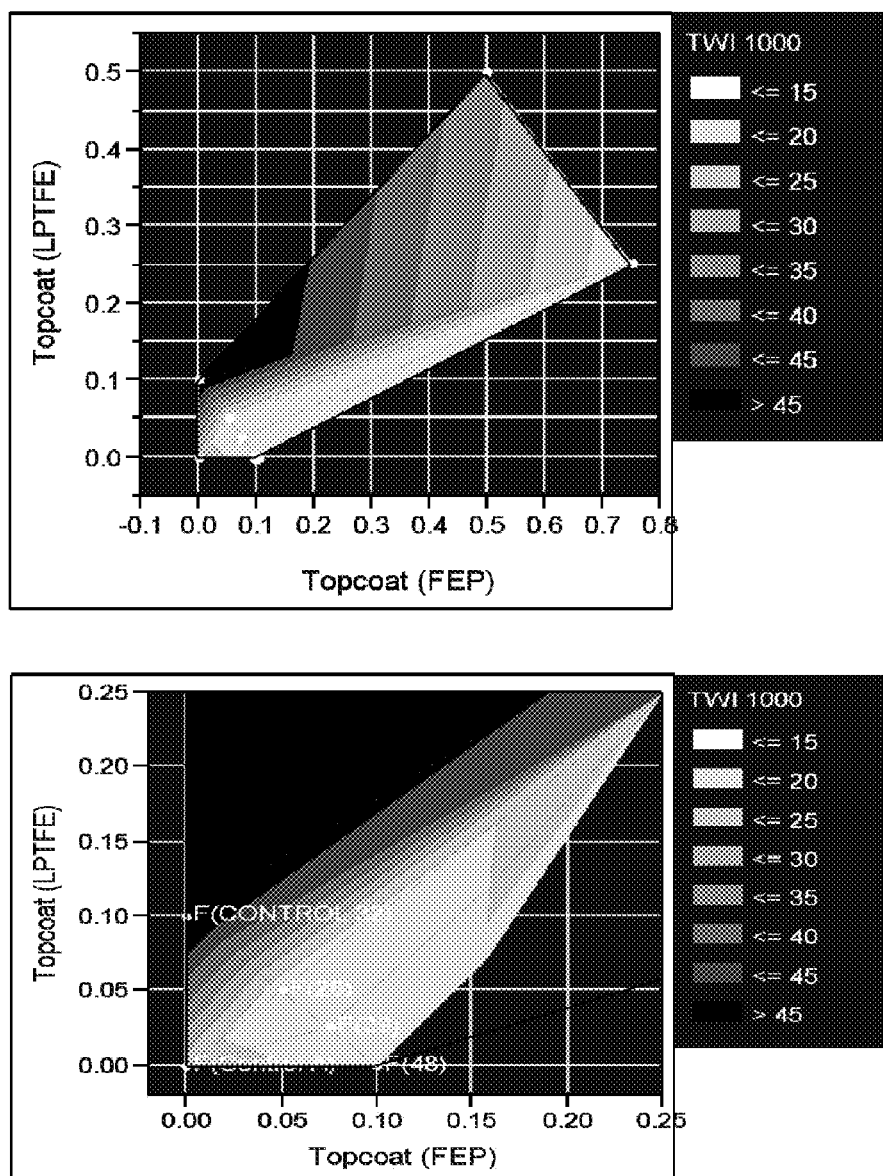 TWI 1000
<= 15
<= 20
<= 25
<= 30
<= 35
<= 40
<= 45
> 45
Topcoat (LPTFE)
0.5
0.4
0.3
0.2
0.1
0.0
-0.1 0.0 0.1 0.2 0.3 0.4 0.5 0.6 0.7 0.8
Topcoat (FEP)
TWI 1000
<= 15
<= 20
<= 25
<= 30
<= 35
<= 40
<= 45
> 45
Topcoat (LPTFE)
0.25
0.20
0.15
0.10
0.05
0.00
F(CONTROL
F(48)
0.00 0.05 0.10 0.15 0.20 0.25
Topcoat (FEP)